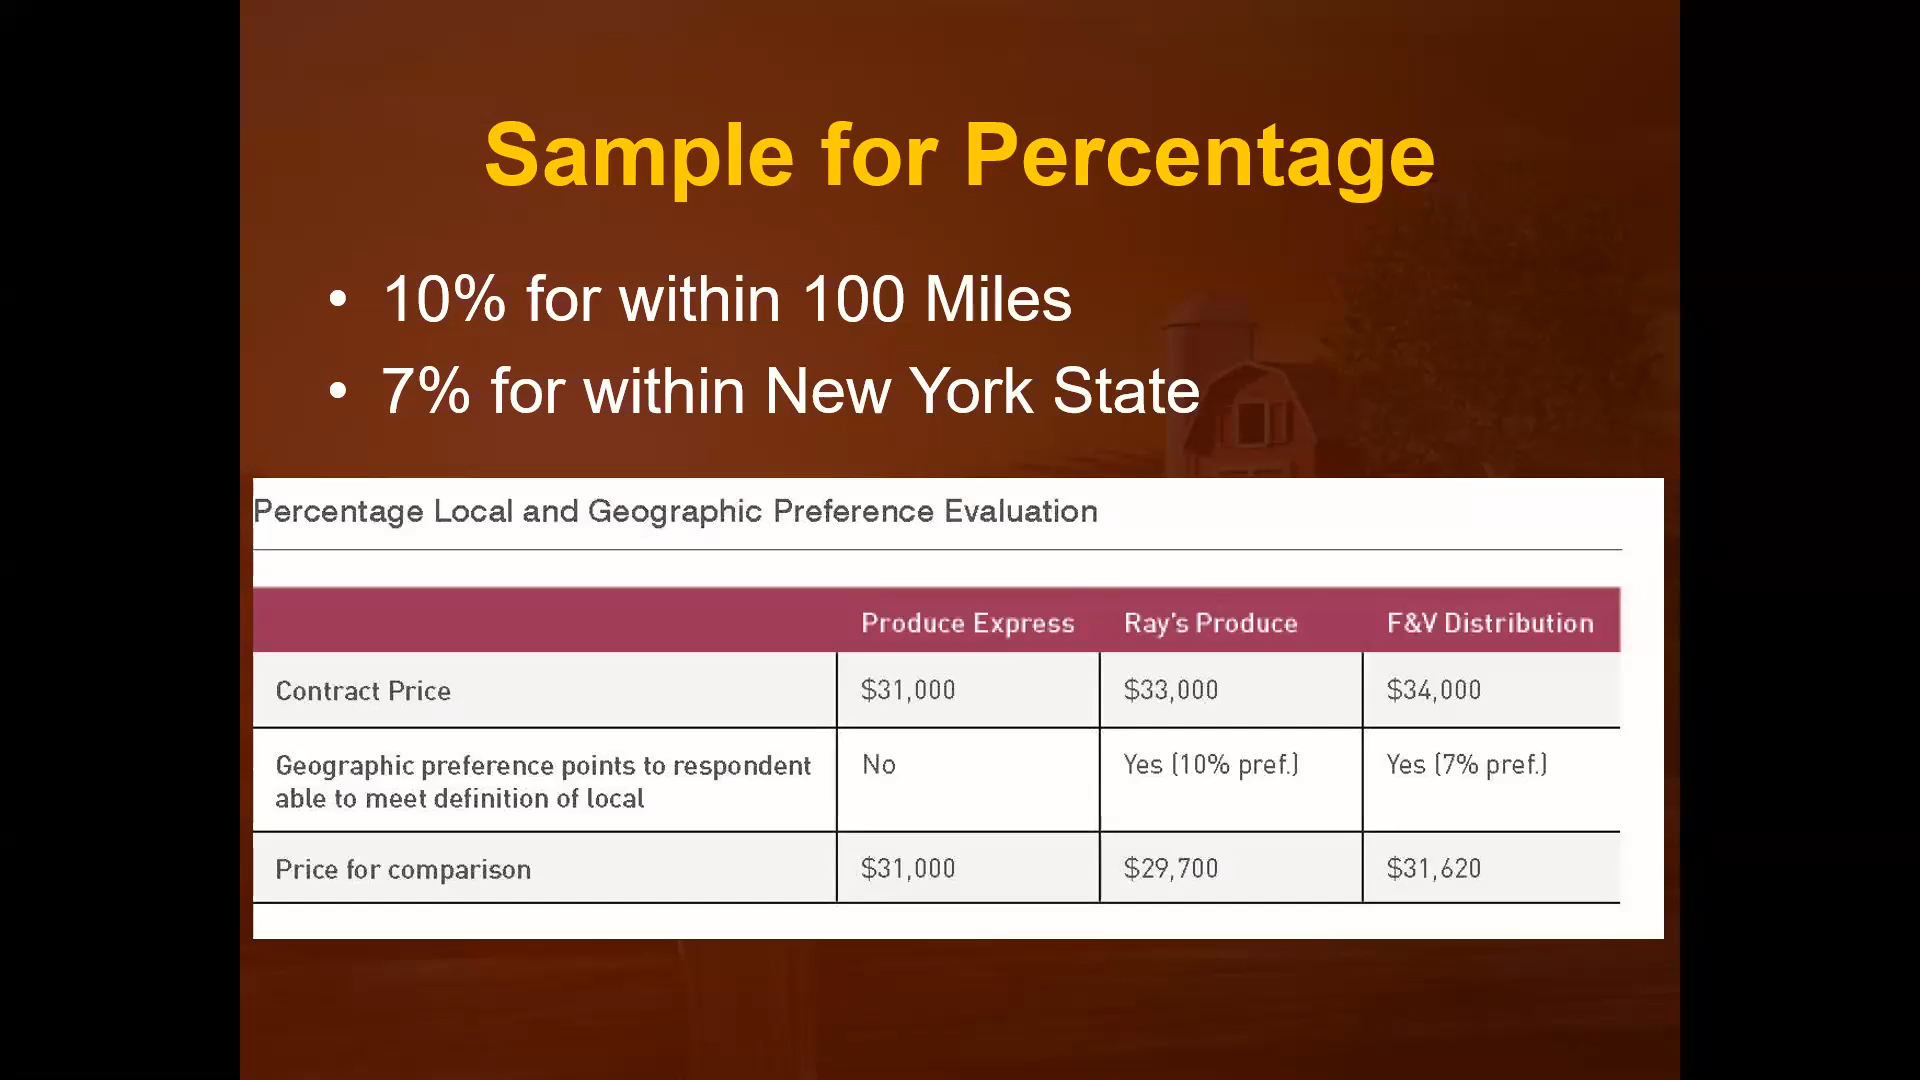 Sample for Percentage
• 10% for within 100 Miles
• 7% for within New York State
Percentage Local and Geographic Preference Evaluation
Produce Express Ray's Produce F&V Distribution
Contract Price $31,000 $33,000 $34,000
Geographic preference points to respondent No Yes (10% pref.) Yes (7% pref.)
able to meet definition of local
Price for comparison $31,000 $29,700 $31,620